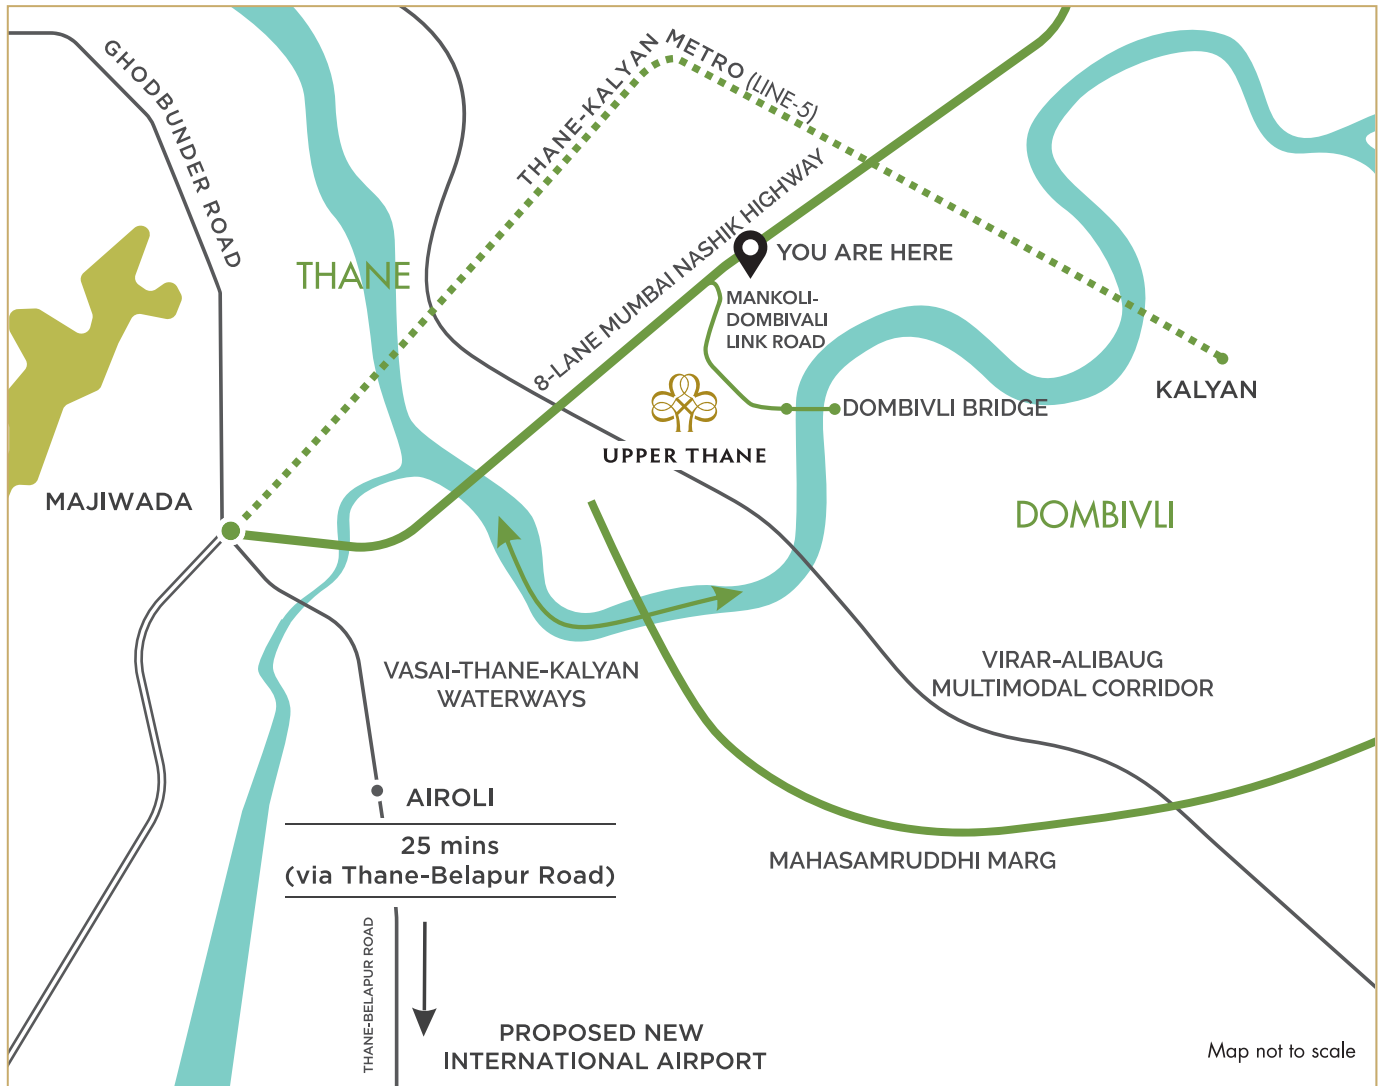 GHODBUNDER ROAD
THANE-KALYAN METRO (LINE-5)
8-LANE MUMBAI NASHIK HIGHWAY
THANE
YOU ARE HERE
MANKOLI-
DOMBIVALI
LINK ROAD
KALYAN
DOMBIVLI BRIDGE
UPPER THANE
MAJIWADA
DOMBIVLI
VASAI-THANE-KALYAN
WATERWAYS
VIRAR-ALIBAUG
MULTIMODAL CORRIDOR
AIROLI
25 mins
(via Thane-Belapur Road)
MAHASAMRUDDHI MARG
THANE-BELAPUR ROAD
PROPOSED NEW
INTERNATIONAL AIRPORT
Map not to scale